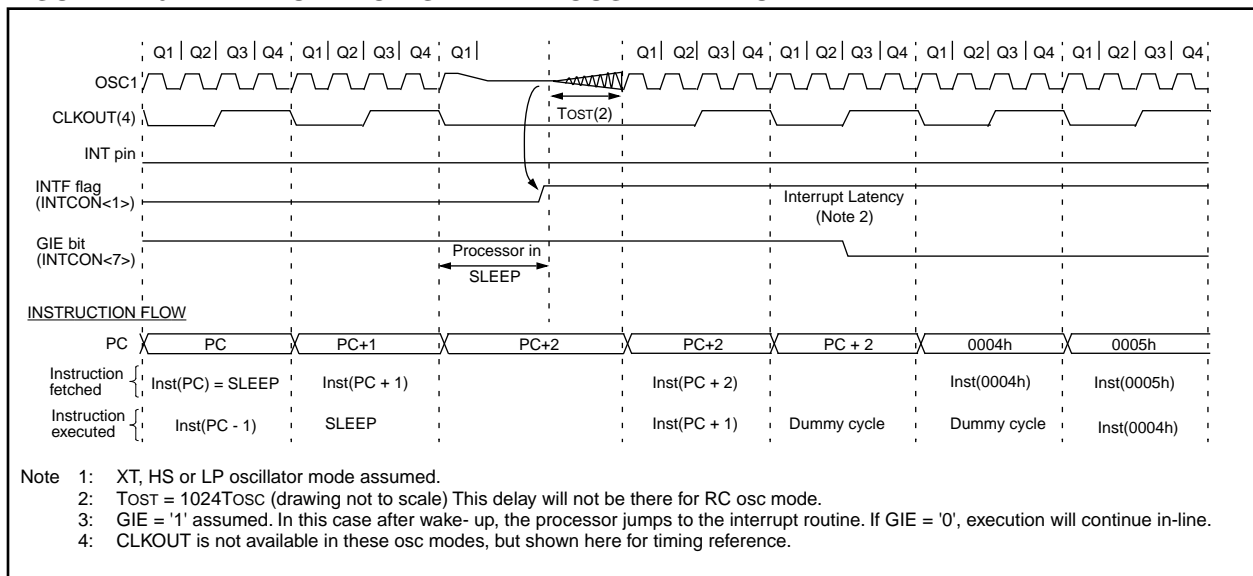 Q1 Q2 Q3 Q4 Q1 Q2 Q3 Q4 Q1 Q1 Q2 Q3 Q4 Q1 Q2 Q3 Q4 Q1 Q2 Q3 Q4 Q1 Q2 Q3 Q4
OSC1
TOST(2)
CLKOUT(4)
INT pin
INTF flag
(INTCON<1>)
Interrupt Latency
(Note 2)
GIE bit
(INTCON<7>)
Processor in
SLEEP
INSTRUCTION FLOW
PC PC PC+1 PC+2 PC+2 PC + 2 0004h 0005h
Instruction
fetched
Inst(PC) = SLEEP Inst(PC + 1) Inst(PC + 2) Inst(0004h) Inst(0005h)
Instruction
executed
Inst(PC - 1) SLEEP Inst(PC + 1) Dummy cycle Dummy cycle Inst(0004h)
Note 1: XT, HS or LP oscillator mode assumed.
2: TOST = 1024TOSC (drawing not to scale) This delay will not be there for RC osc mode.
3: GIE = '1' assumed. In this case after wake- up, the processor jumps to the interrupt routine. If GIE = '0', execution will continue in-line.
4: CLKOUT is not available in these osc modes, but shown here for timing reference.